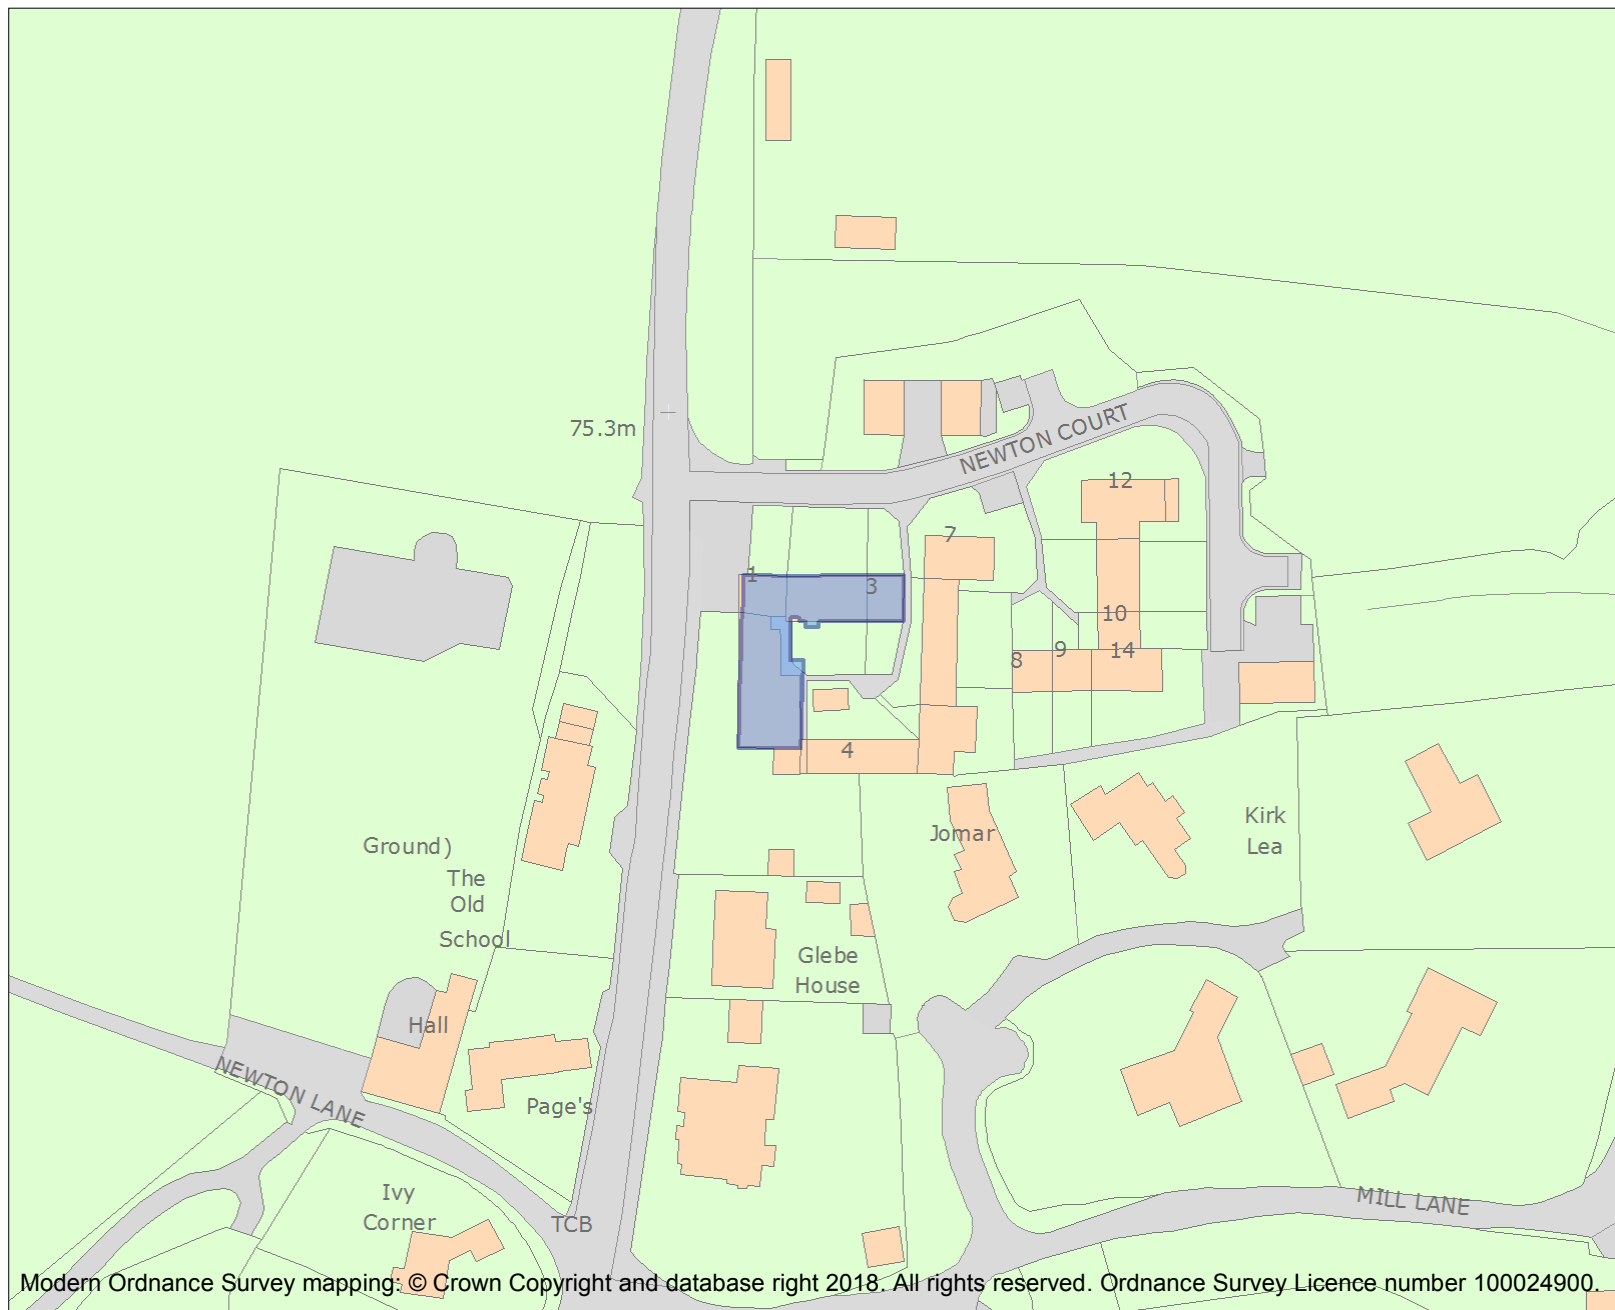 75.3m
NEWTON COURT
12
7
1
3
10
9
14
8
4
Jomar
Kirk
Lea
Ground)
The
Old
School
Glebe
House
Hall
NEWTON LANE
Page's
Ivy
Corner
TCB
MILL LANE
Modern Ordnance Survey mapping: © Crown Copyright and database right 2018. All rights reserved. Ordnance Survey Licence number 100024900.